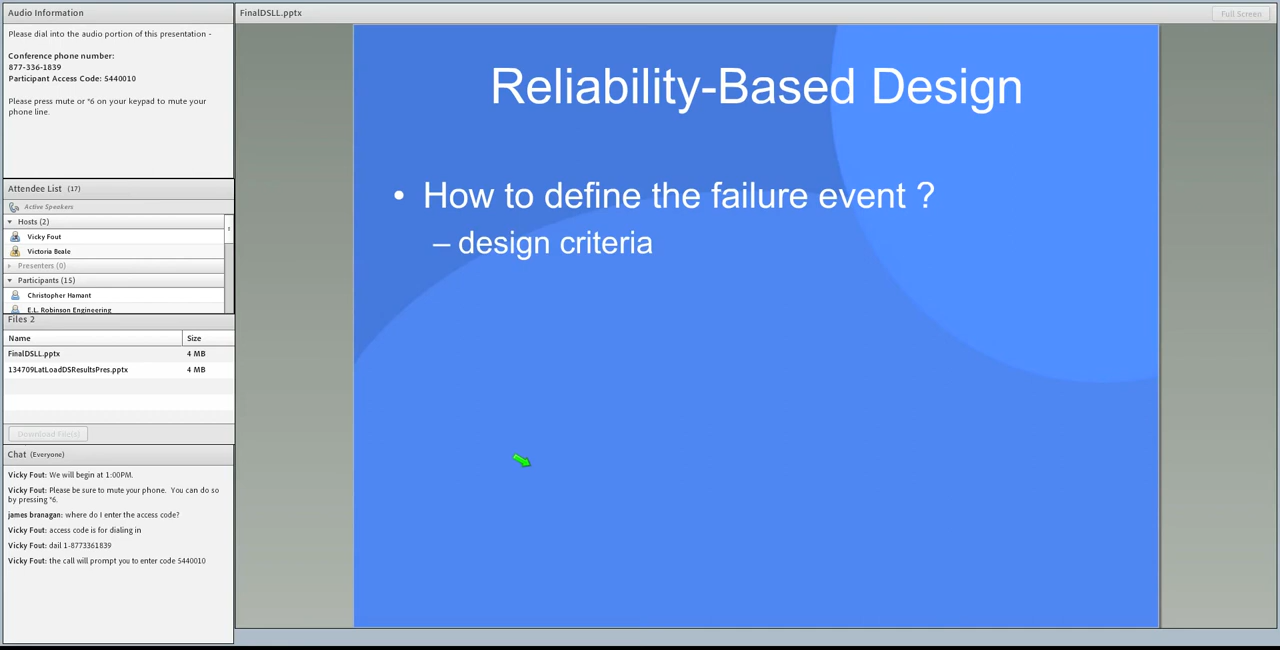 Audio Information
Please dial into the audio portion of this presentation -
Conference phone number:
877-336-1839
Participant Access Code: 5440010
Please press mute or *6 on your keypad to mute your
phone line.
Attendee List (17)
Active Speakers
Hosts (2)
Vicky Fout
Victoria Beale
Presenters (0)
Participants (15)
Christopher Hamant
E.L. Robinson Engineering
Files 2
Name Size
FinalDSLL.pptx 4 MB
134709LatLoadDSResultsPres.pptx 4 MB
Download File(s)
Chat (Everyone)
Vicky Fout: We will begin at 1:00PM.
Vicky Fout: Please be sure to mute your phone. You can do so
by pressing *6.
james branagan: where do I enter the access code?
Vicky Fout: access code is for dialing in
Vicky Fout: dail 1-8773361839
Vicky Fout: the call will prompt you to enter code 5440010
FinalDSLL.pptx
Full Screen
Reliability-Based Design
• How to define the failure event ?
– design criteria